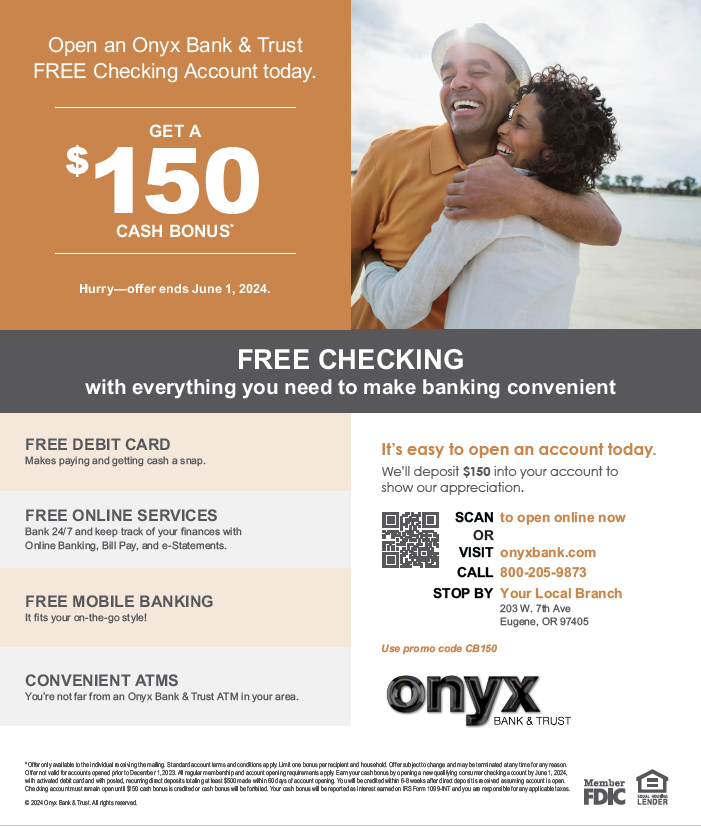 Open an Onyx Bank & Trust
FREE Checking Account today.
GET A
$150
CASH BONUS*
Hurry—offer ends June 1, 2024.
FREE CHECKING
with everything you need to make banking convenient
FREE DEBIT CARD
Makes paying and getting cash a snap.
FREE ONLINE SERVICES
Bank 24/7 and keep track of your finances with
Online Banking, Bill Pay, and e-Statements.
FREE MOBILE BANKING
It fits your on-the-go style!
CONVENIENT ATMS
You're not far from an Onyx Bank & Trust ATM in your area.
It's easy to open an account today.
We'll deposit $150 into your account to
show our appreciation.
SCAN to open online now
OR
VISIT onyxbank.com
CALL 800-205-9873
STOP BY Your Local Branch
203 W. 7th Ave
Eugene, OR 97405
Use promo code CB150
onyx
BANK & TRUST
*Offer only available to the individual receiving the mailing. Standard account terms and conditions apply. Limit one bonus per recipient and household. Offer subject to change and may be terminated at any time for any reason.
Offer not valid for accounts opened prior to December 1, 2023. All regular membership and account opening requirements apply. Earn your cash bonus by opening a new qualifying consumer checking account by June 1, 2024,
with activated debit card and with posted, recurring direct deposits totaling at least $500 made within 60 days of account opening. You will be credited within 6-8 weeks after direct deposit is received assuming account is open.
Checking account must remain open until $150 cash bonus is credited or cash bonus will be forfeited. Your cash bonus will be reported as interest earned on IRS Form 1099-INT and you are responsible for any applicable taxes.
© 2024 Onyx Bank & Trust. All rights reserved.
Member
FDIC
EQUAL HOUSING
LENDER